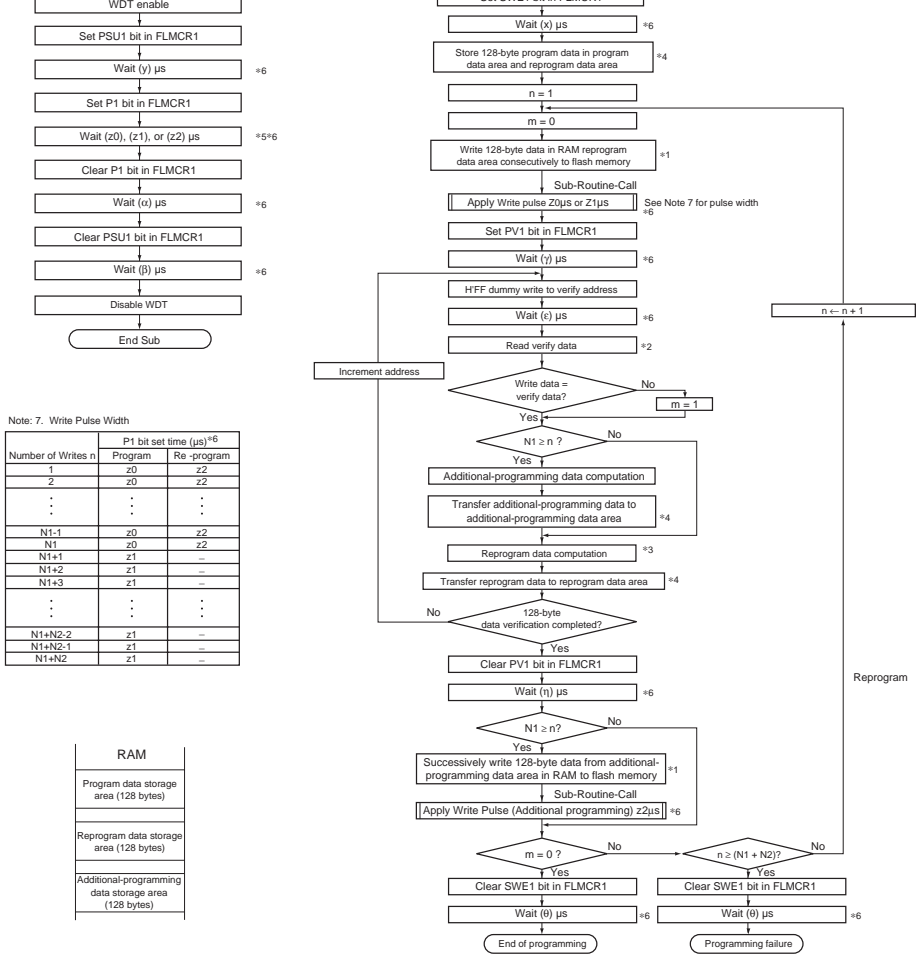 WDT enable
Set PSU1 bit in FLMCR1
Wait (y) µs
*6
Set P1 bit in FLMCR1
Wait (z0), (z1), or (z2) µs
*5*6
Clear P1 bit in FLMCR1
Wait (α) µs
*6
Clear PSU1 bit in FLMCR1
Wait (β) µs
*6
Disable WDT
End Sub
Note: 7. Write Pulse Width
Number of Writes n
P1 bit set time (µs)*6
Program Re -program
1 z0 z2
2 z0 z2
N1-1 z0 z2
N1 z0 z2
N1+1 z1 –
N1+2 z1 –
N1+3 z1 –
N1+N2-2 z1 –
N1+N2-1 z1 –
N1+N2 z1 –
RAM
Program data storage
area (128 bytes)
Reprogram data storage
area (128 bytes)
Additional-programming
data storage area
(128 bytes)
Wait (x) µs
*6
Store 128-byte program data in program
data area and reprogram data area
*4
n = 1
m = 0
Write 128-byte data in RAM reprogram
data area consecutively to flash memory
*1
Sub-Routine-Call
Apply Write pulse Z0µs or Z1µs
See Note 7 for pulse width
*6
Set PV1 bit in FLMCR1
Wait (γ) µs
*6
H'FF dummy write to verify address
Wait (ε) µs
*6
Read verify data
*2
Increment address
Write data =
verify data?
No
m = 1
Yes
N1 ≥ n ?
No
Yes
Additional-programming data computation
Transfer additional-programming data to
additional-programming data area
*4
Reprogram data computation
*3
Transfer reprogram data to reprogram data area
*4
128-byte
data verification completed?
No
Yes
Clear PV1 bit in FLMCR1
Wait (η) µs
*6
N1 ≥ n?
No
Yes
Successively write 128-byte data from additional-
programming data area in RAM to flash memory
*1
Sub-Routine-Call
Apply Write Pulse (Additional programming) z2µs
*6
m = 0 ?
No
Yes
Clear SWE1 bit in FLMCR1
Wait (θ) µs
*6
End of programming
n ≥ (N1 + N2)?
No
Yes
Clear SWE1 bit in FLMCR1
Wait (θ) µs
*6
Programming failure
n ← n + 1
Reprogram